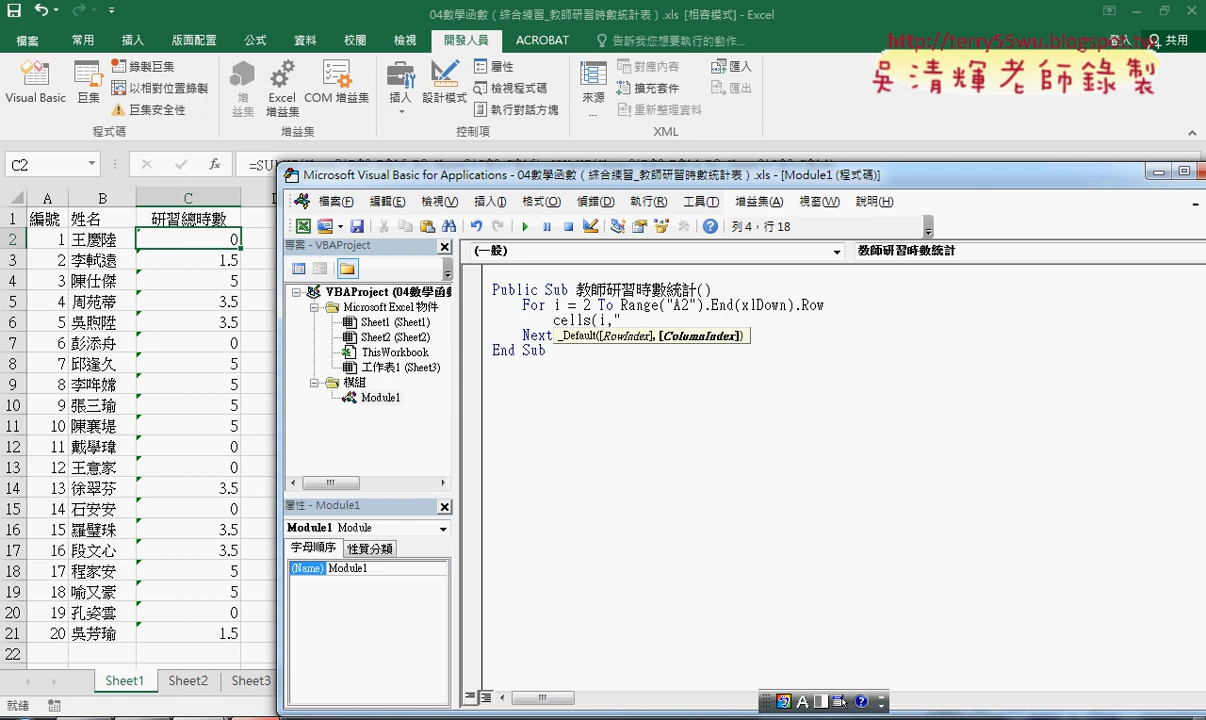 04數學函數（綜合練習_教師研習時數統計表）.xls [相容模式] - Excel
檔案 常用 插入 版面配置 公式 資料 校閱 檢視 開發人員 ACROBAT 告訴我您想要執行的動作... 登入 共用
http://terry55wu.blogspot.tw
吳清輝老師錄製
Visual Basic 巨集 錄製巨集 以相對位置錄製 巨集安全性
程式碼
增益集 Excel 增益集 COM 增益集
增益集
插入 設計模式 屬性 檢視程式碼 執行對話方塊
控制項
來源 ... 對應內容 擴充套件 重新整理資料 匯入 匯出
XML
C2
A B C
1 編號 姓名 研習總時數
2 1 王慶陸 0
3 2 李軾遠 1.5
4 3 陳仕傑 5
5 4 周苑蒂 3.5
6 5 吳煦陞 3.5
7 6 彭添舟 0
8 7 邱逢久 5
9 8 李哖嫦 5
10 9 張三瑜 5
11 10 陳襄堤 5
12 11 戴學瑋 0
13 12 王意家 0
14 13 徐翠芬 3.5
15 14 石安安 0
16 15 羅璧珠 3.5
17 16 段文心 3.5
18 17 程家安 5
19 18 喻又豪 5
20 19 孔姿雲 0
21 20 吳芳瑜 1.5
22
Sheet1 Sheet2 Sheet3
就緒
Microsoft Visual Basic for Applications - 04數學函數（綜合練習_教師研習時數統計表）.xls - [Module1 (程式碼)]
檔案(F) 編輯(E) 檢視(V) 插入(I) 格式(O) 偵錯(D) 執行(R) 工具(T) 增益集(A) 視窗(W) 說明(H)
列 4，行 18
專案 - VBAProject
VBAProject (04數學函數
Microsoft Excel 物件
Sheet1 (Sheet1)
Sheet2 (Sheet2)
ThisWorkbook
工作表1 (Sheet3)
模組
Module1
屬性 - Module1
Module1 Module
字母順序 性質分類
(Name) Module1
(一般) 教師研習時數統計
Public Sub 教師研習時數統計()
For i = 2 To Range("A2").End(xlDown).Row
cells(i,"
Next
_Default([RowIndex], [ColumnIndex])
End Sub